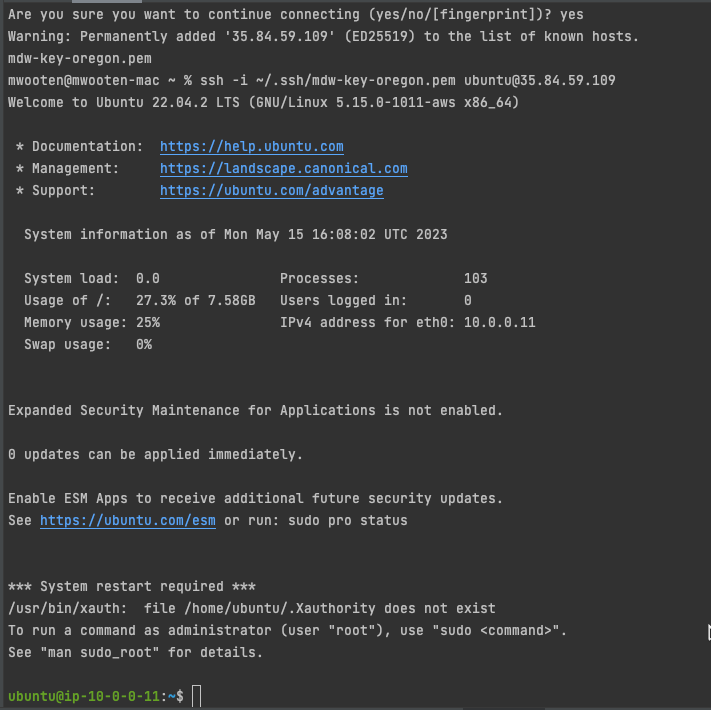 Are you sure you want to continue connecting (yes/no/[fingerprint])? yes
Warning: Permanently added '35.84.59.109' (ED25519) to the list of known hosts.
mdw-key-oregon.pem
mwooten@mwooten-mac ~ % ssh -i ~/.ssh/mdw-key-oregon.pem ubuntu@35.84.59.109
Welcome to Ubuntu 22.04.2 LTS (GNU/Linux 5.15.0-1011-aws x86_64)
* Documentation:  https://help.ubuntu.com
* Management:     https://landscape.canonical.com
* Support:        https://ubuntu.com/advantage
System information as of Mon May 15 16:08:02 UTC 2023
System load:  0.0               Processes:             103
Usage of /:   27.3% of 7.58GB   Users logged in:       0
Memory usage: 25%               IPv4 address for eth0: 10.0.0.11
Swap usage:   0%
Expanded Security Maintenance for Applications is not enabled.
0 updates can be applied immediately.
Enable ESM Apps to receive additional future security updates.
See https://ubuntu.com/esm or run: sudo pro status
*** System restart required ***
/usr/bin/xauth:  file /home/ubuntu/.Xauthority does not exist
To run a command as administrator (user "root"), use "sudo <command>".
See "man sudo_root" for details.
ubuntu@ip-10-0-0-11:~$